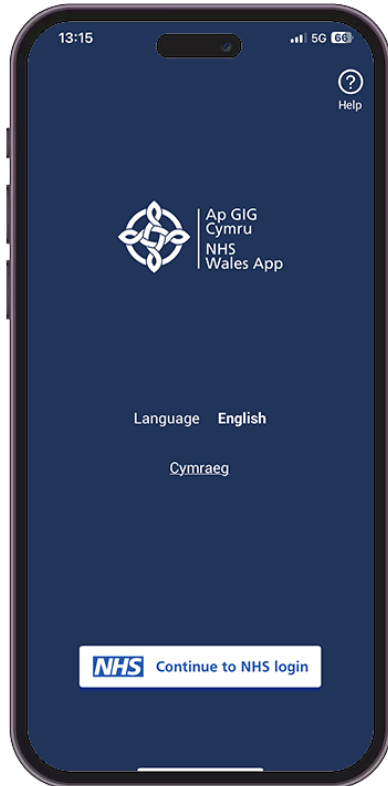 13:15
5G 66
?
Help
Ap GIG
Cymru
NHS
Wales App
Language English
Cymraeg
NHS Continue to NHS login